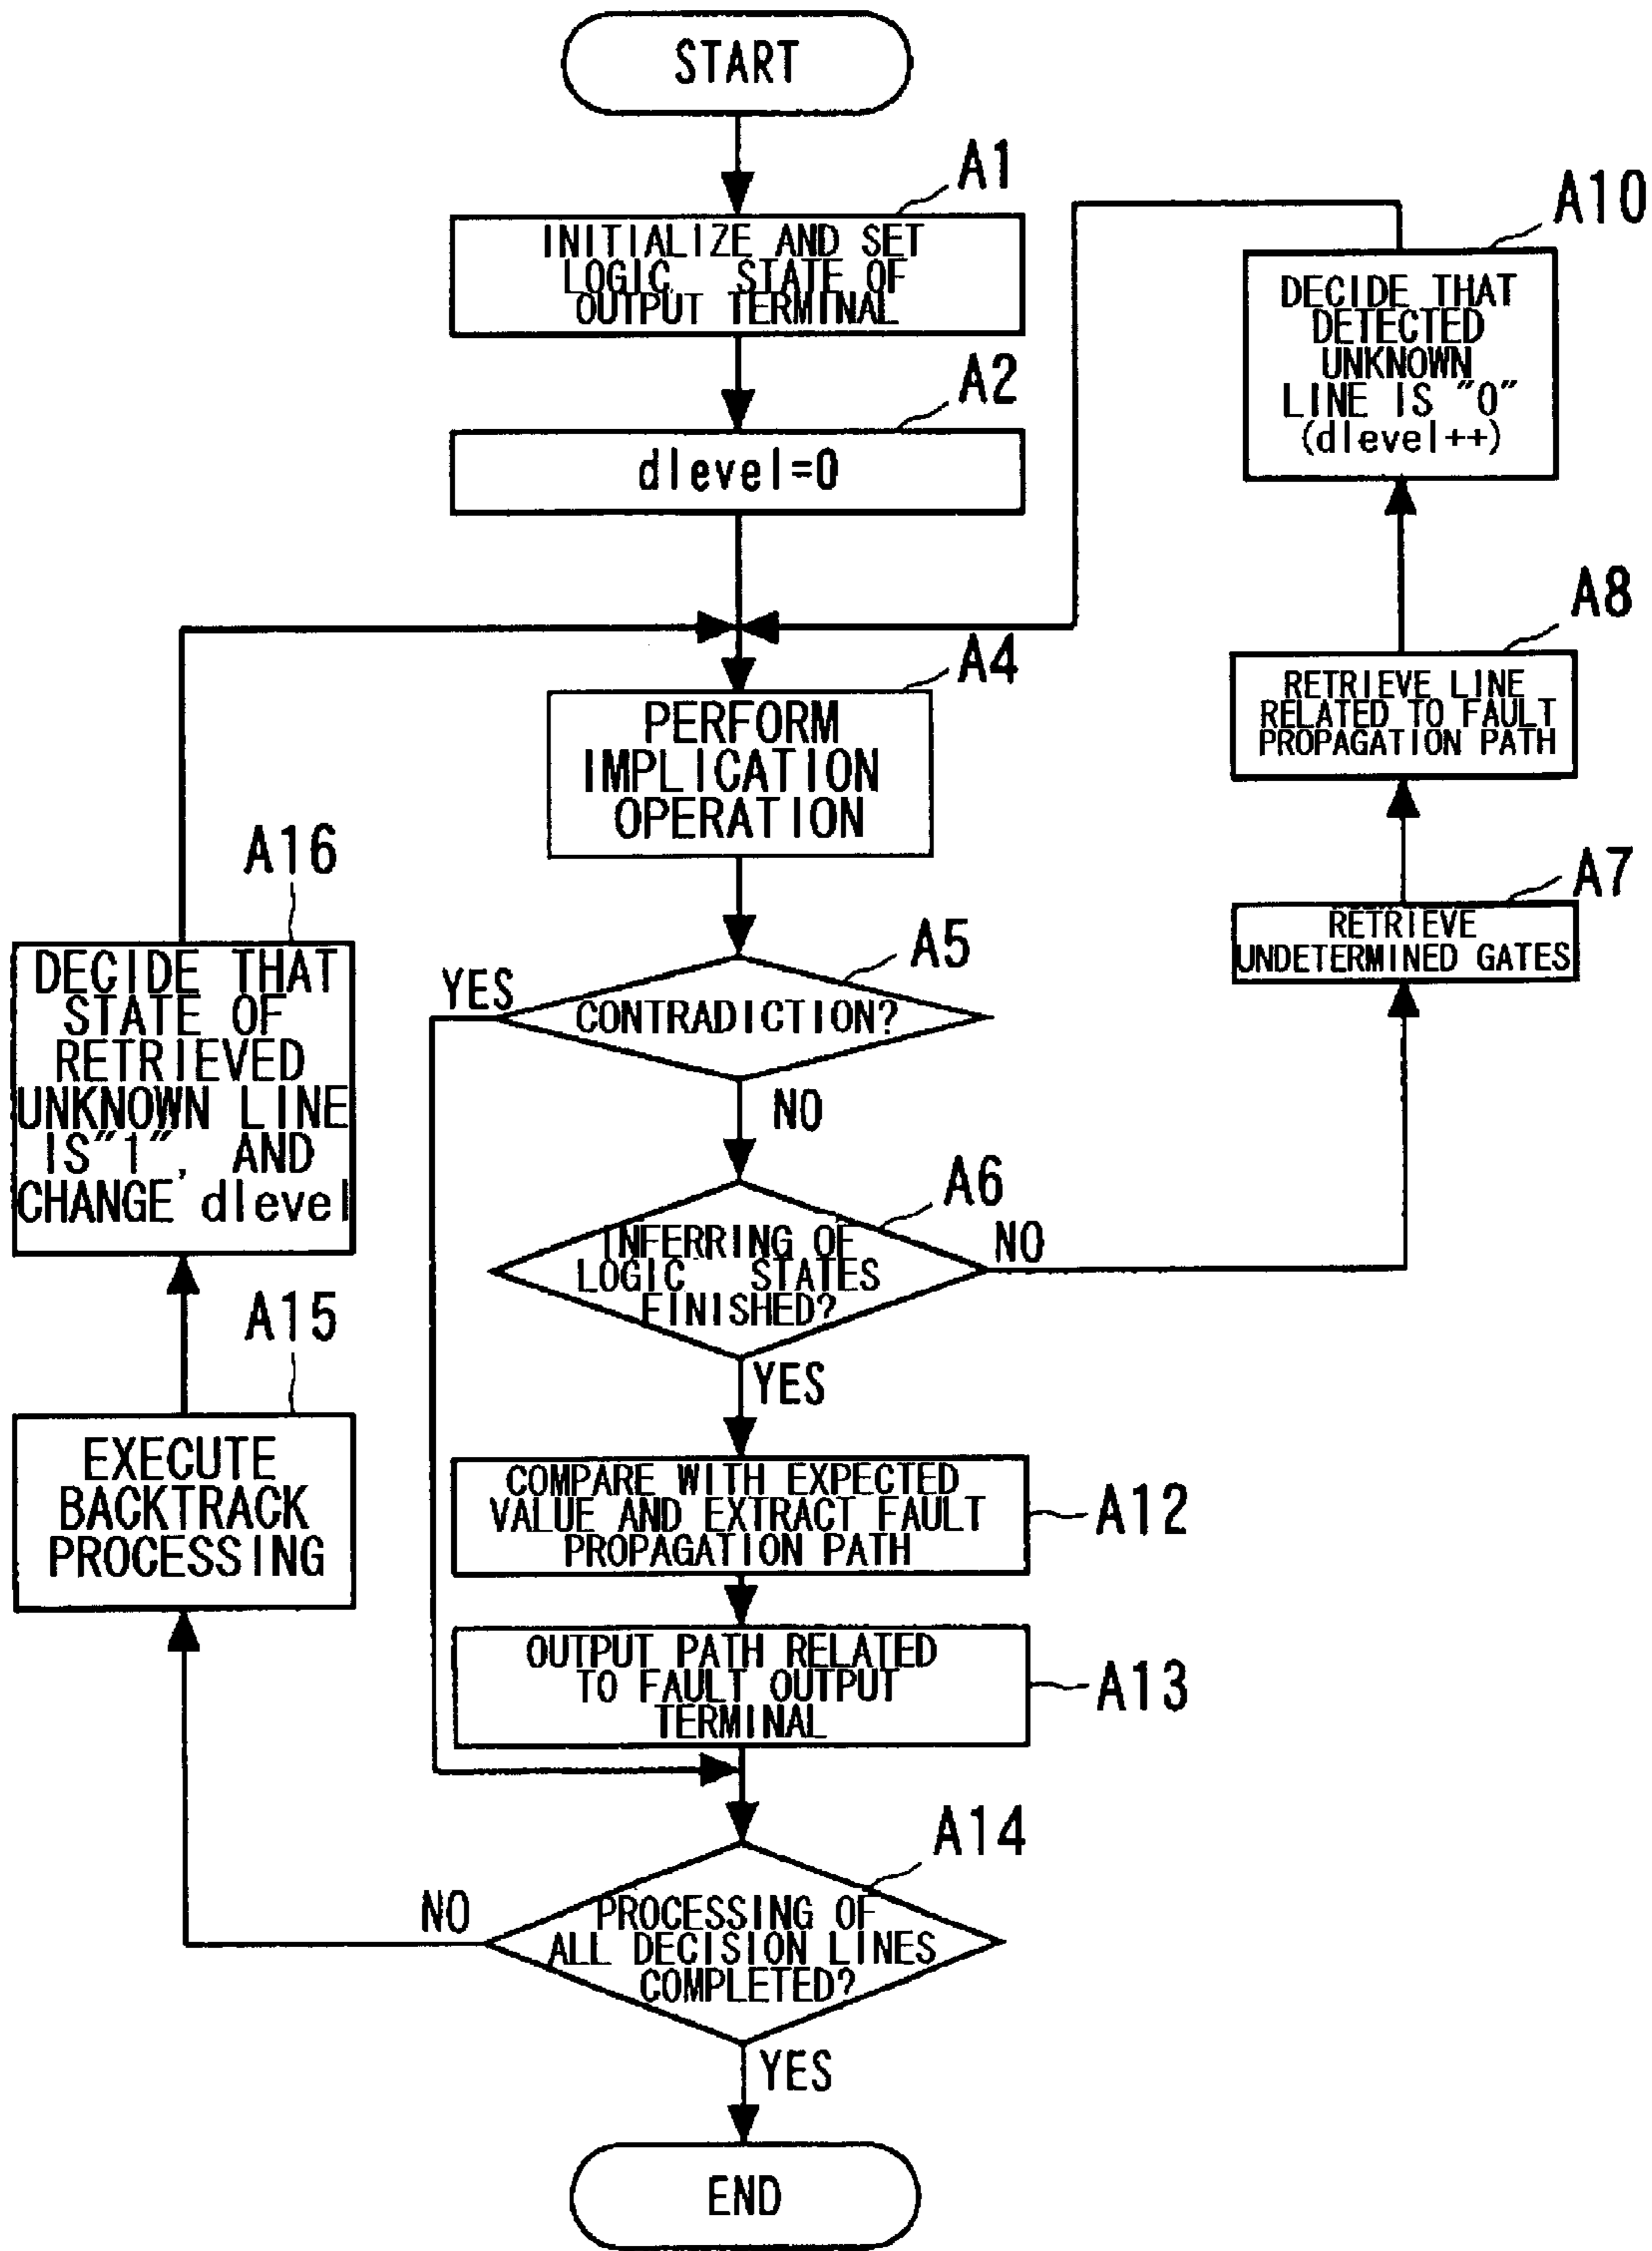 START
A1
INITIALIZE AND SET
LOGIC STATE OF
OUTPUT TERMINAL
A2
dlevel=0
A10
DECIDE THAT
DETECTED
UNKNOWN
LINE IS "0"
(dlevel++)
A8
RETRIEVE LINE
RELATED TO FAULT
PROPAGATION PATH
A7
RETRIEVE
UNDETERMINED GATES
A4
PERFORM
IMPLICATION
OPERATION
A5
YES
CONTRADICTION?
NO
A6
INFERRING OF
LOGIC STATES
FINISHED?
NO
YES
A16
DECIDE THAT
STATE OF
RETRIEVED
UNKNOWN LINE
IS"1", AND
CHANGE dlevel
A15
EXECUTE
BACKTRACK
PROCESSING
COMPARE WITH EXPECTED
VALUE AND EXTRACT FAULT
PROPAGATION PATH
A12
OUTPUT PATH RELATED
TO FAULT OUTPUT
TERMINAL
A13
A14
NO
PROCESSING OF
ALL DECISION LINES
COMPLETED?
YES
END